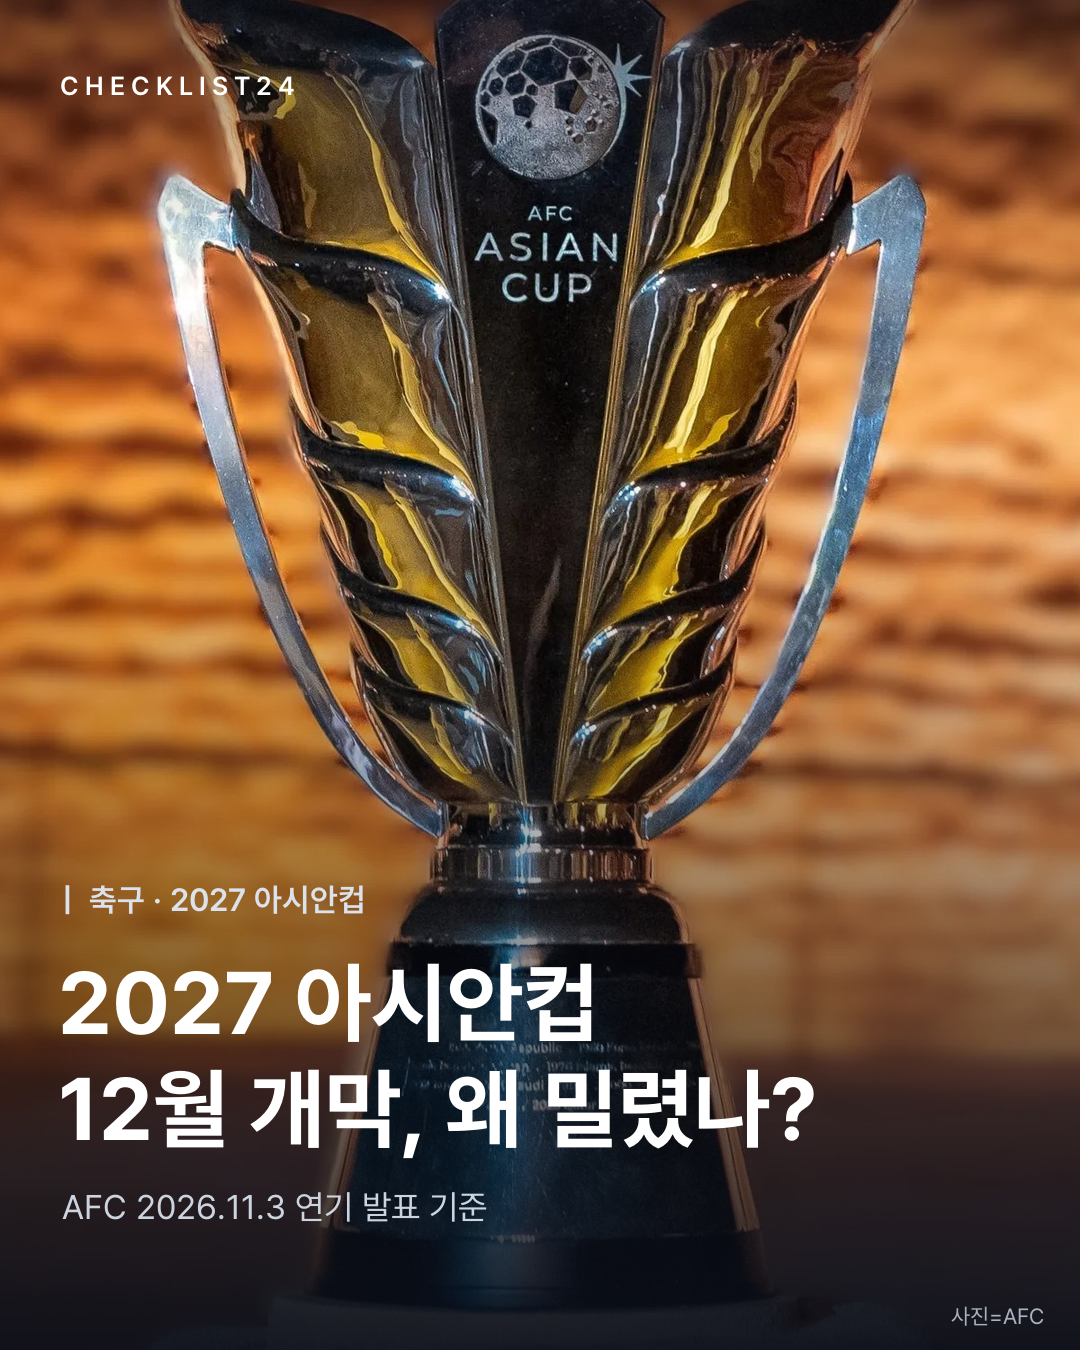 CHECKLIST24
AFC
ASIAN
CUP
| 축구 · 2027 아시안컵
2027 아시안컵
12월 개막, 왜 밀렸나?
AFC 2026.11.3 연기 발표 기준
사진=AFC